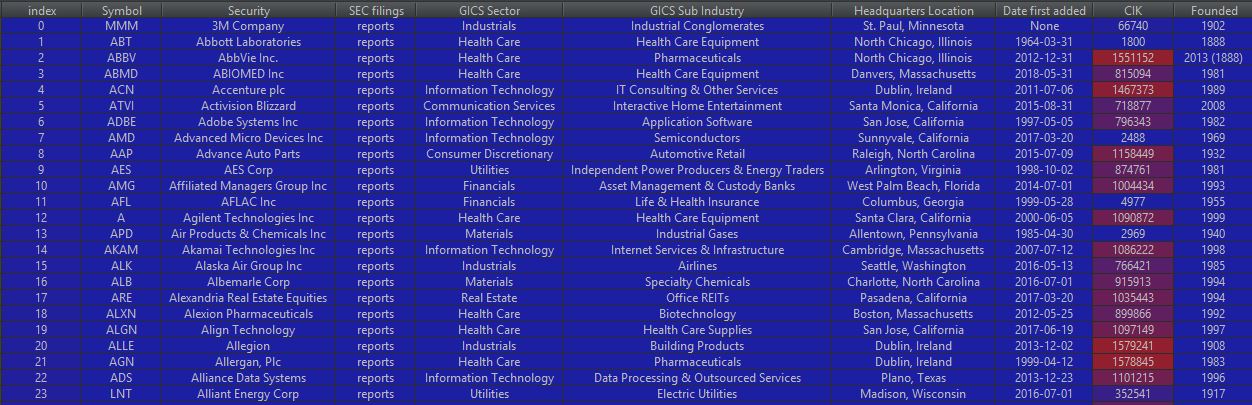 index Symbol Security SEC filings GICS Sector GICS Sub Industry Headquarters Location Date first added CIK Founded
0 MMM 3M Company reports Industrials Industrial Conglomerates St. Paul, Minnesota None 66740 1902
1 ABT Abbott Laboratories reports Health Care Health Care Equipment North Chicago, Illinois 1964-03-31 1800 1888
2 ABBV AbbVie Inc. reports Health Care Pharmaceuticals North Chicago, Illinois 2012-12-31 1551152 2013 (1888)
3 ABMD ABIOMED Inc reports Health Care Health Care Equipment Danvers, Massachusetts 2018-05-31 815094 1981
4 ACN Accenture plc reports Information Technology IT Consulting & Other Services Dublin, Ireland 2011-07-06 1467373 1989
5 ATVI Activision Blizzard reports Communication Services Interactive Home Entertainment Santa Monica, California 2015-08-31 718877 2008
6 ADBE Adobe Systems Inc reports Information Technology Application Software San Jose, California 1997-05-05 796343 1982
7 AMD Advanced Micro Devices Inc reports Information Technology Semiconductors Sunnyvale, California 2017-03-20 2488 1969
8 AAP Advance Auto Parts reports Consumer Discretionary Automotive Retail Raleigh, North Carolina 2015-07-09 1158449 1932
9 AES AES Corp reports Utilities Independent Power Producers & Energy Traders Arlington, Virginia 1998-10-02 874761 1981
10 AMG Affiliated Managers Group Inc reports Financials Asset Management & Custody Banks West Palm Beach, Florida 2014-07-01 1004434 1993
11 AFL AFLAC Inc reports Financials Life & Health Insurance Columbus, Georgia 1999-05-28 4977 1955
12 A Agilent Technologies Inc reports Health Care Health Care Equipment Santa Clara, California 2000-06-05 1090872 1999
13 APD Air Products & Chemicals Inc reports Materials Industrial Gases Allentown, Pennsylvania 1985-04-30 2969 1940
14 AKAM Akamai Technologies Inc reports Information Technology Internet Services & Infrastructure Cambridge, Massachusetts 2007-07-12 1086222 1998
15 ALK Alaska Air Group Inc reports Industrials Airlines Seattle, Washington 2016-05-13 766421 1985
16 ALB Albemarle Corp reports Materials Specialty Chemicals Charlotte, North Carolina 2016-07-01 915913 1994
17 ARE Alexandria Real Estate Equities reports Real Estate Office REITs Pasadena, California 2017-03-20 1035443 1994
18 ALXN Alexion Pharmaceuticals reports Health Care Biotechnology Boston, Massachusetts 2012-05-25 899866 1992
19 ALGN Align Technology reports Health Care Health Care Supplies San Jose, California 2017-06-19 1097149 1997
20 ALLE Allegion reports Industrials Building Products Dublin, Ireland 2013-12-02 1579241 1908
21 AGN Allergan, Plc reports Health Care Pharmaceuticals Dublin, Ireland 1999-04-12 1578845 1983
22 ADS Alliance Data Systems reports Information Technology Data Processing & Outsourced Services Plano, Texas 2013-12-23 1101215 1996
23 LNT Alliant Energy Corp reports Utilities Electric Utilities Madison, Wisconsin 2016-07-01 352541 1917